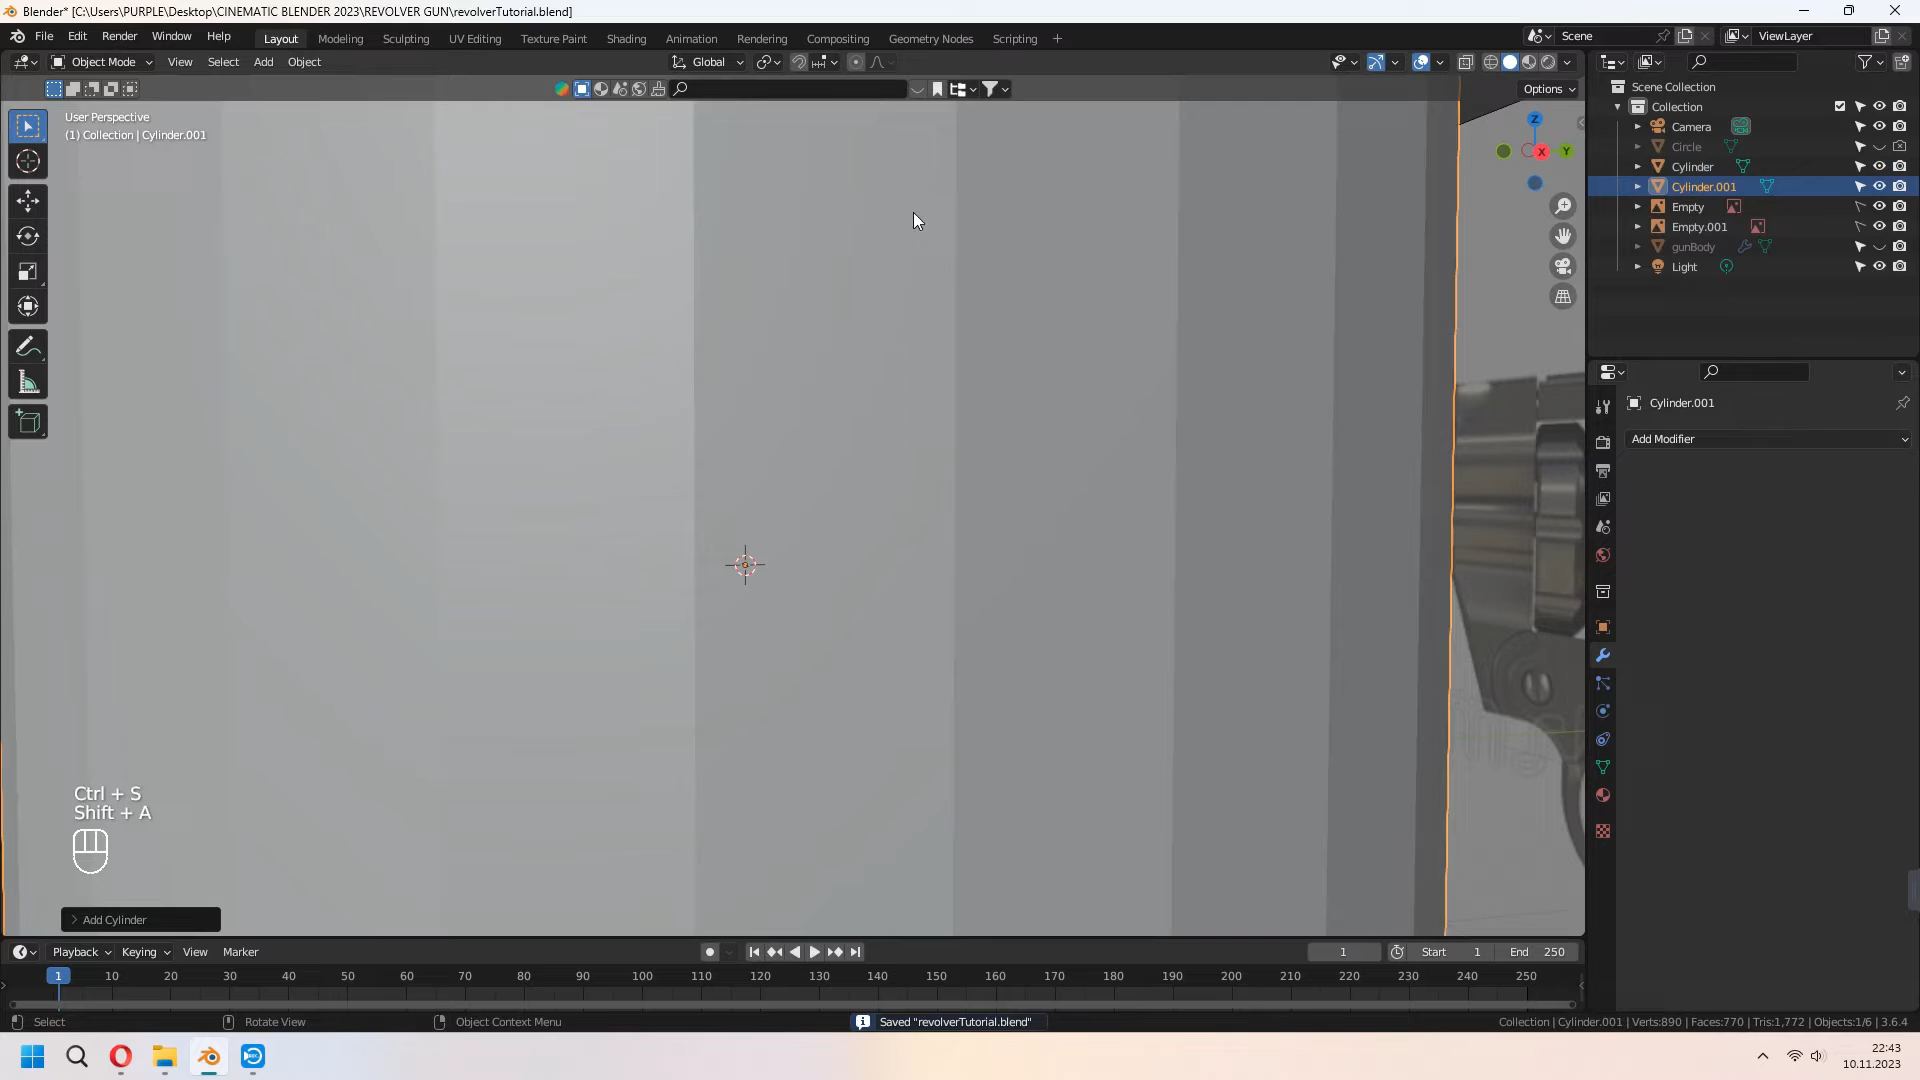 Blender* [C:\Users\PURPLE\Desktop\CINEMATIC BLENDER 2023\REVOLVER GUN\revolverTutorial.blend]
File Edit Render Window Help Layout Modeling Sculpting UV Editing Texture Paint Shading Animation Rendering Compositing Geometry Nodes Scripting + Scene ViewLayer
Object Mode View Select Add Object Global
Options
User Perspective
(1) Collection | Cylinder.001
Z
X
Y
Scene Collection
Collection
Camera
Circle
Cylinder
Cylinder.001
Empty
Empty.001
gunBody
Light
Cylinder.001
Add Modifier
Ctrl + S
Shift + A
Add Cylinder
Playback Keying View Marker 1 Start 1 End 250
1 10 20 30 40 50 60 70 80 90 100 110 120 130 140 150 160 170 180 190 200 210 220 230 240 250
Select Rotate View Object Context Menu Saved "revolverTutorial.blend" Collection | Cylinder.001 | Verts:890 | Faces:770 | Tris:1,772 | Objects:1/6 | 3.6.4
22:43
10.11.2023